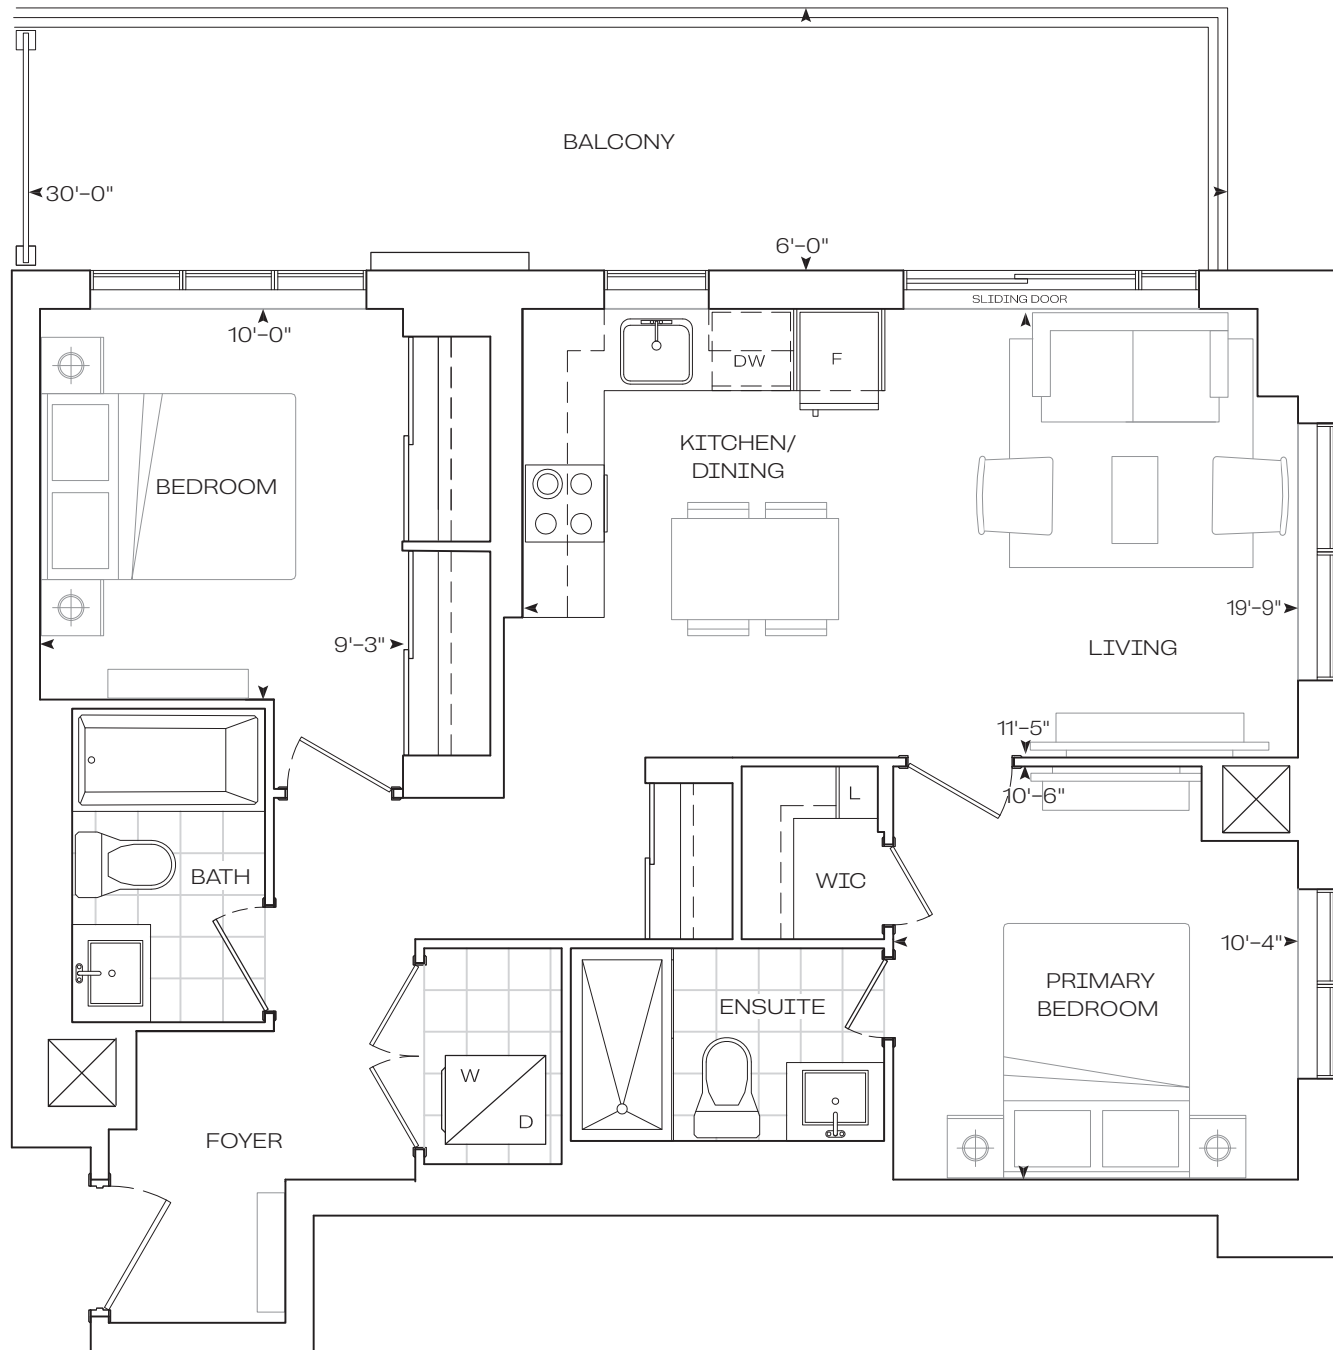 BALCONY
30'-0"
6'-0"
SLIDING DOOR
10'-0"
DW
F
KITCHEN/
DINING
BEDROOM
19'-9"
9'-3"
LIVING
11'-5"
10'-6"
L
BATH
WIC
10'-4"
PRIMARY
BEDROOM
ENSUITE
W
D
FOYER